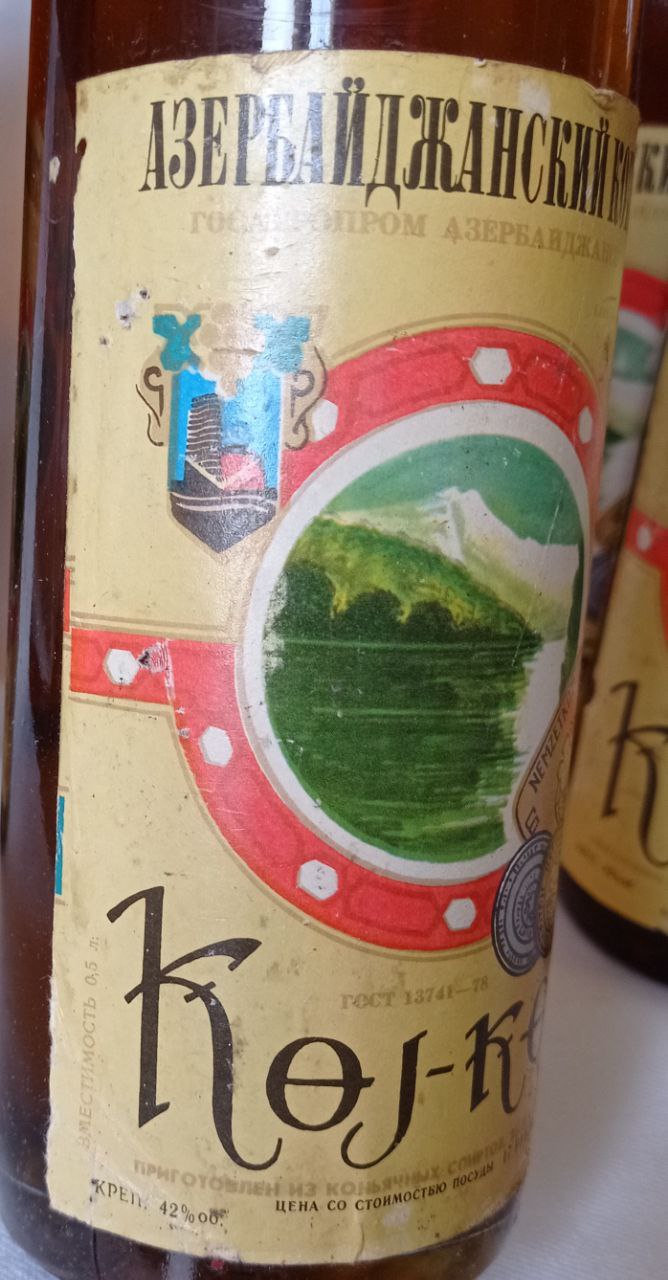 АЗЕРБАЙДЖАНСКИЙ КО
ГОСАГРОПРОМ АЗЕРБАЙДЖАН
NEMZETK
ГОСТ 13741—78
Көј-К
ВМЕСТИМОСТЬ 0,5 л.
ПРИГОТОВЛЕН ИЗ КОНЬЯЧНЫХ СПИРТОВ
КРЕП. 42% об.
ЦЕНА СО СТОИМОСТЬЮ ПОСУДЫ